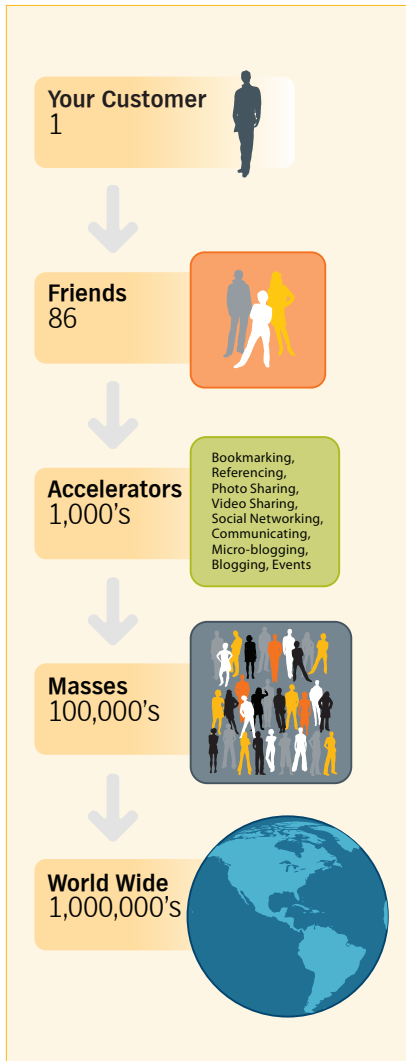 Your Customer
1
Friends
86
Accelerators
1,000’s
Bookmarking,
Referencing,
Photo Sharing,
Video Sharing,
Social Networking,
Communicating,
Micro-blogging,
Blogging, Events
Masses
100,000’s
World Wide
1,000,000’s